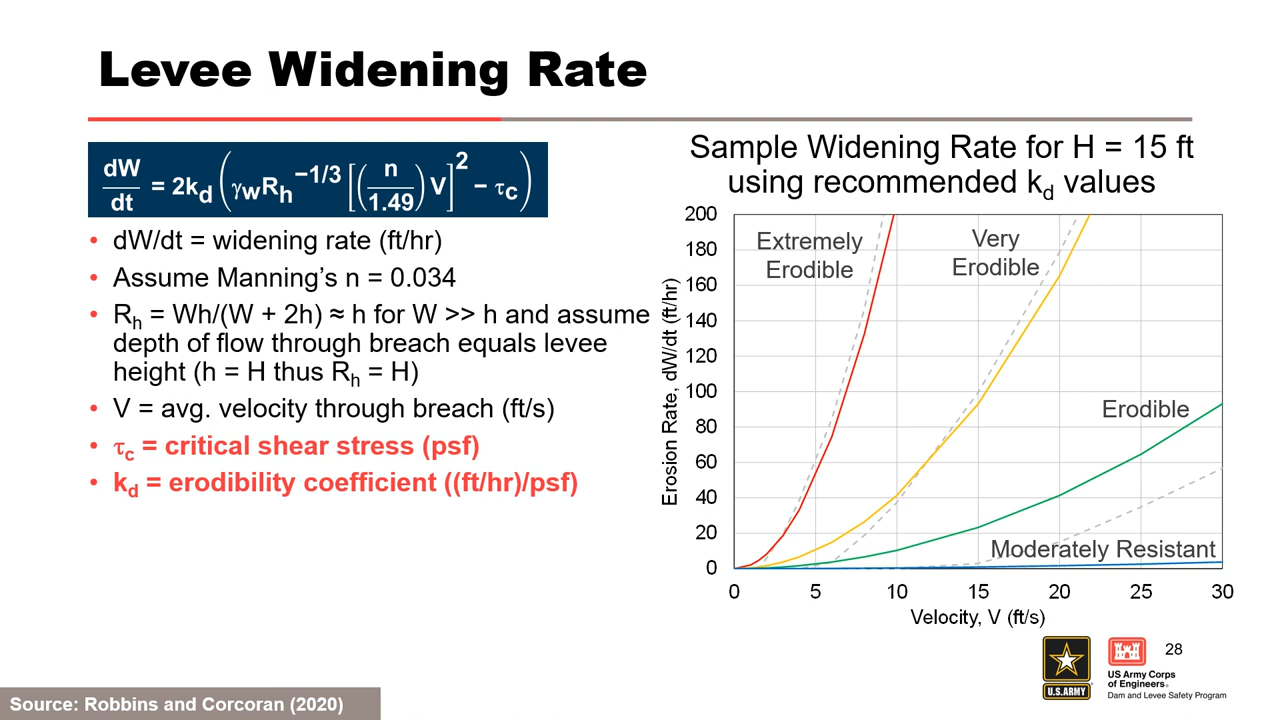 Levee Widening Rate
dW/dt = 2k_d (γ_w R_h^−1/3 [(n/1.49) V]^2 − τ_c)
• dW/dt = widening rate (ft/hr)
• Assume Manning’s n = 0.034
• R_h = Wh/(W + 2h) ≈ h for W >> h and assume
depth of flow through breach equals levee
height (h = H thus R_h = H)
• V = avg. velocity through breach (ft/s)
• τ_c = critical shear stress (psf)
• k_d = erodibility coefficient ((ft/hr)/psf)
Sample Widening Rate for H = 15 ft
using recommended k_d values
Erosion Rate, dW/dt (ft/hr)
200
180
160
140
120
100
80
60
40
20
0
Extremely
Erodible
Very
Erodible
Erodible
Moderately Resistant
0 5 10 15 20 25 30
Velocity, V (ft/s)
U.S.ARMY
US Army Corps
of Engineers®
Dam and Levee Safety Program
28
Source: Robbins and Corcoran (2020)